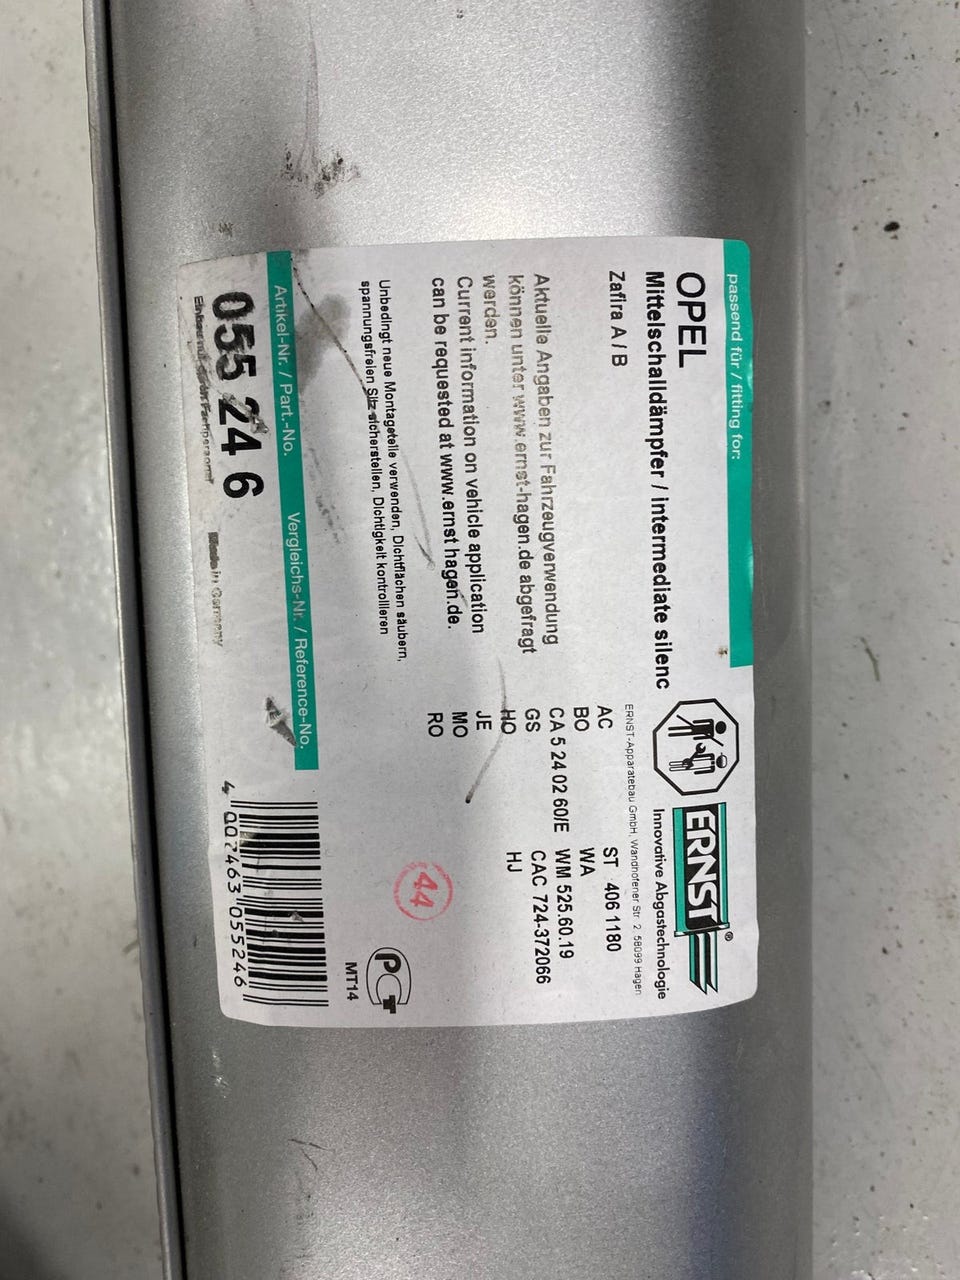 passend für / fitting for:
OPEL
Mittelschalldämpfer / intermediate silenc
Zafira A / B
Aktuelle Angaben zur Fahrzeugverwendung
können unter www.ernst-hagen.de abgefragt
werden.
Current information on vehicle application
can be requested at www.ernst hagen.de.
Unbedingt neue Montageteile verwenden, Dichtflächen säubern,
spannungsfreien Sitz sicherstellen, Dichtigkeit kontrollieren
ERNST®
Innovative Abgastechnologie
ERNST-Apparatebau GmbH, Wandhofener Str. 2, 58099 Hagen
AC ST 406 1180
BO WA
CA 5 24 02 60/E WM 525.60.19
GS CAC 724-372066
HO HJ
JE
MO
RO
44
PCT
MT14
Artikel-Nr. / Part.-No. Vergleichs-Nr. / Reference-No.
055 24 6
Einbau nur durch Fachpersonal Made in Germany
4 007463 055246